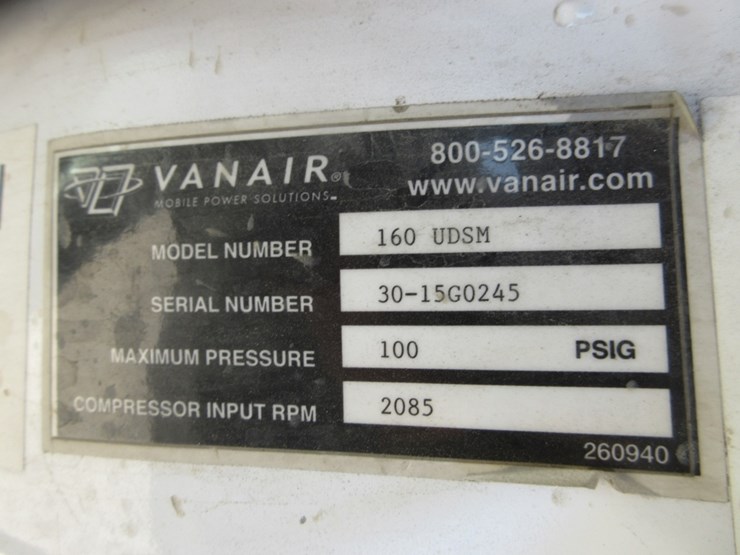 VANAIR®
MOBILE POWER SOLUTIONS
800-526-8817
www.vanair.com
MODEL NUMBER 160 UDSM
SERIAL NUMBER 30-15G0245
MAXIMUM PRESSURE 100 PSIG
COMPRESSOR INPUT RPM 2085
260940